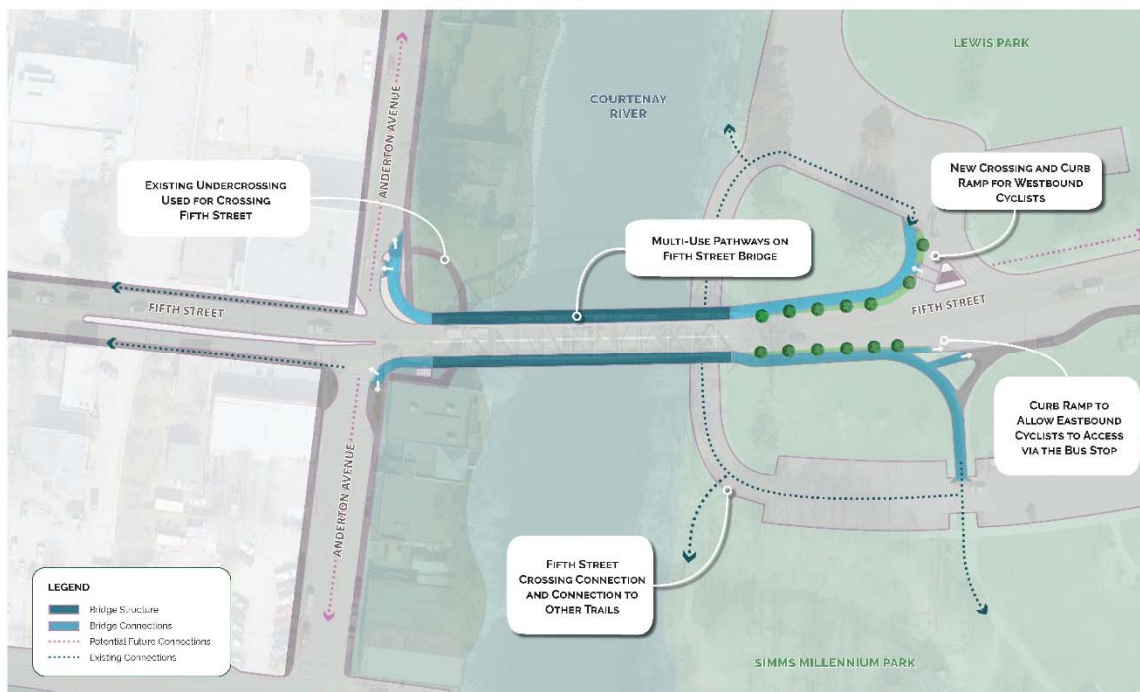 LEWIS PARK
COURTENAY
RIVER
ANDERTON AVENUE
EXISTING UNDERCROSSING
USED FOR CROSSING
FIFTH STREET
NEW CROSSING AND CURB
RAMP FOR WESTBOUND
CYCLISTS
MULTI-USE PATHWAYS ON
FIFTH STREET BRIDGE
FIFTH STREET
FIFTH STREET
CURB RAMP TO
ALLOW EASTBOUND
CYCLISTS TO ACCESS
VIA THE BUS STOP
ANDERTON AVENUE
FIFTH STREET
CROSSING CONNECTION
AND CONNECTION TO
OTHER TRAILS
LEGEND
Bridge Structure
Bridge Connections
Potential Future Connections
Existing Connections
SIMMS MILLENNIUM PARK